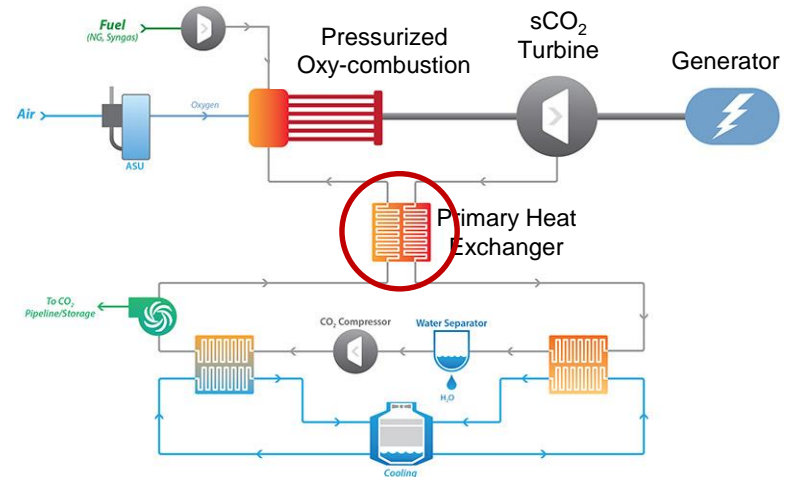 Fuel
(NG, Syngas)
Pressurized
Oxy-combustion
sCO₂
Turbine
Generator
Air
Oxygen
ASU
Primary Heat
Exchanger
To CO₂
Pipeline/Storage
CO₂ Compressor
Water Separator
H₂O
Cooling